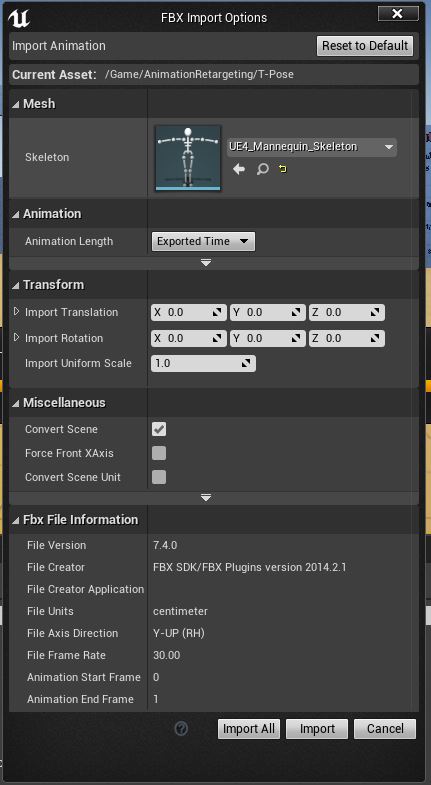 FBX Import Options
Import Animation
Reset to Default
Current Asset: /Game/AnimationRetargeting/T-Pose
Mesh
Skeleton
UE4_Mannequin_Skeleton
Animation
Animation Length
Exported Time
Transform
Import Translation X 0.0 Y 0.0 Z 0.0
Import Rotation X 0.0 Y 0.0 Z 0.0
Import Uniform Scale 1.0
Miscellaneous
Convert Scene
Force Front XAxis
Convert Scene Unit
Fbx File Information
File Version 7.4.0
File Creator FBX SDK/FBX Plugins version 2014.2.1
File Creator Application
File Units centimeter
File Axis Direction Y-UP (RH)
File Frame Rate 30.00
Animation Start Frame 0
Animation End Frame 1
? Import All Import Cancel